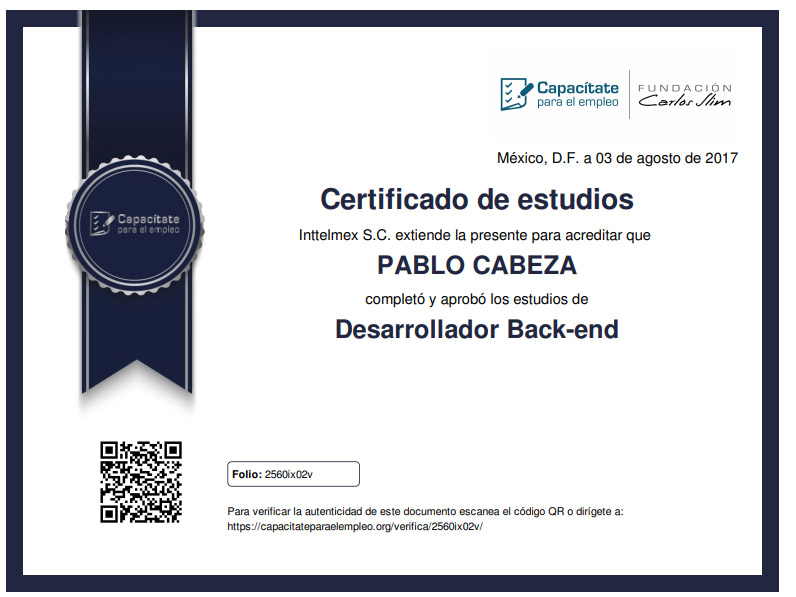 Capacítate
para el empleo
FUNDACIÓN
Carlos Slim
México, D.F. a 03 de agosto de 2017
Certificado de estudios
Inttelmex S.C. extiende la presente para acreditar que
PABLO CABEZA
completó y aprobó los estudios de
Desarrollador Back-end
Capacítate
para el empleo
Folio: 2560ix02v
Para verificar la autenticidad de este documento escanea el código QR o dirígete a:
https://capacitateparaelempleo.org/verifica/2560ix02v/